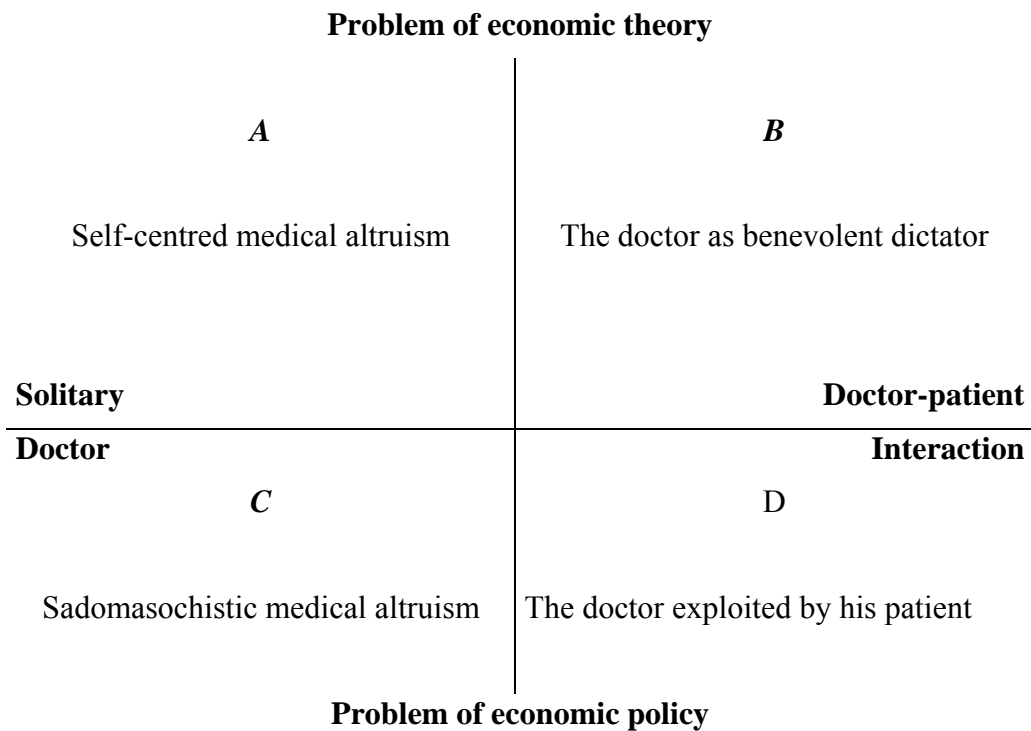 Problem of economic theory
A
B
Self-centred medical altruism
The doctor as benevolent dictator
Solitary
Doctor-patient
Doctor
Interaction
C
D
Sadomasochistic medical altruism
The doctor exploited by his patient
Problem of economic policy